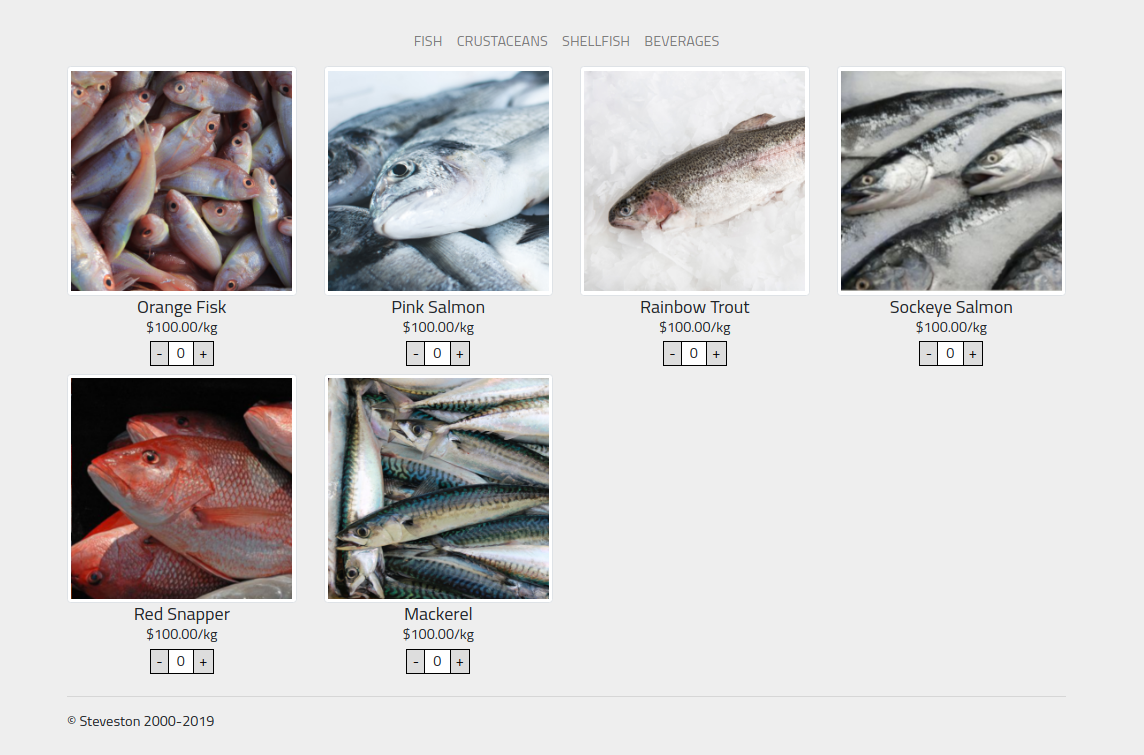 FISH CRUSTACEANS SHELLFISH BEVERAGES
Orange Fisk Pink Salmon Rainbow Trout Sockeye Salmon
$100.00/kg $100.00/kg $100.00/kg $100.00/kg
- 0 + - 0 + - 0 + - 0 +
Red Snapper Mackerel
$100.00/kg $100.00/kg
- 0 + - 0 +
© Steveston 2000-2019